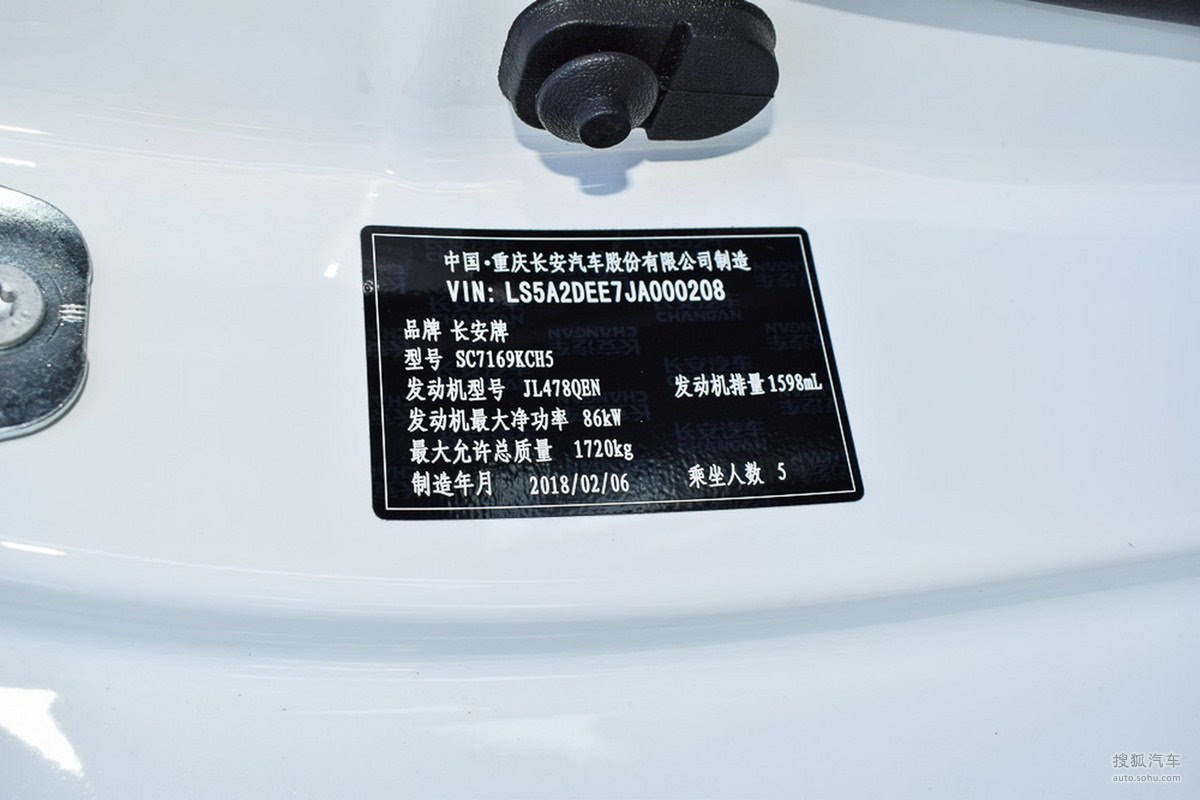 中国·重庆长安汽车股份有限公司制造
VIN: LS5A2DEE7JA000208
品牌 长安牌
型号 SC7169KCH5
发动机型号 JL478QEN 发动机排量 1598mL
发动机最大净功率 86kW
最大允许总质量 1720kg
制造年月 2018/02/06 乘坐人数 5
搜狐汽车
auto.sohu.com